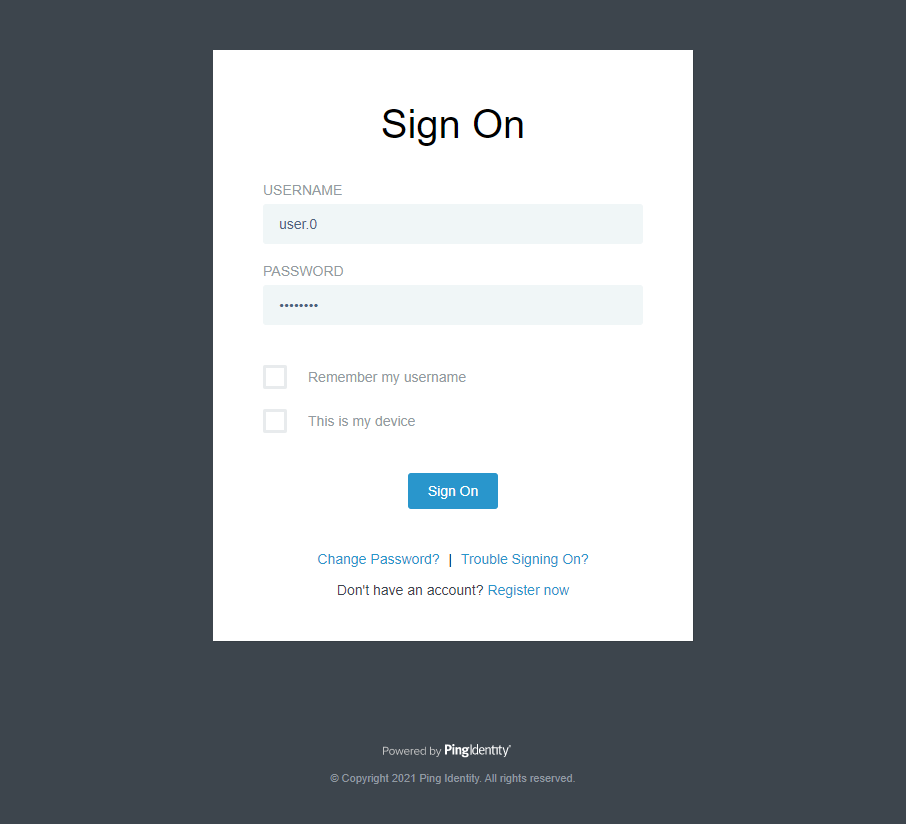 Sign On
USERNAME
user.0
PASSWORD
••••••••
Remember my username
This is my device
Sign On
Change Password? | Trouble Signing On?
Don't have an account? Register now
Powered by PingIdentity
© Copyright 2021 Ping Identity. All rights reserved.